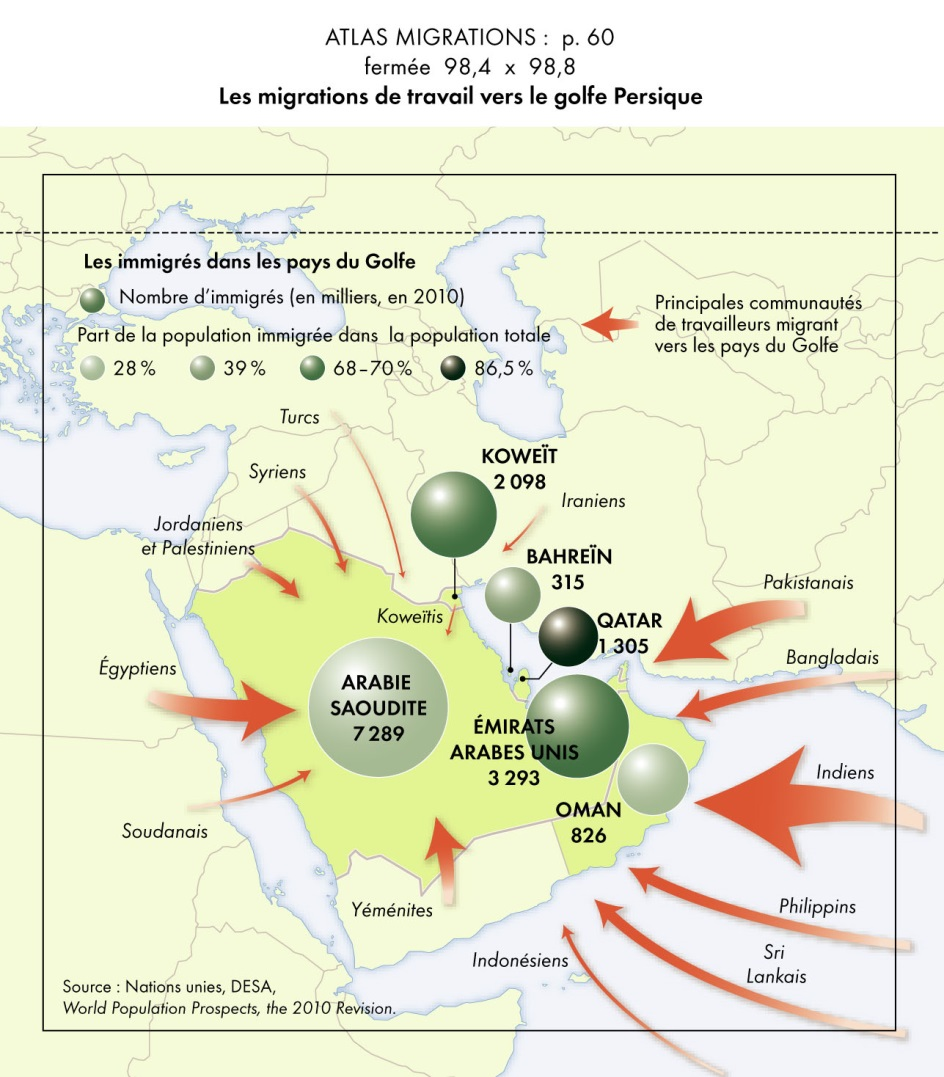 ATLAS MIGRATIONS : p. 60
fermée 98,4 x 98,8
Les migrations de travail vers le golfe Persique
Les immigrés dans les pays du Golfe
Nombre d'immigrés (en milliers, en 2010)
Part de la population immigrée dans la population totale
28 %
39 %
68–70 %
86,5 %
Principales communautés
de travailleurs migrant
vers les pays du Golfe
Turcs
Syriens
Jordaniens
et Palestiniens
KOWEÏT
2 098
Iraniens
BAHREÏN
315
Koweïtis
QATAR
1 305
Pakistanais
Bangladais
Égyptiens
ARABIE
SAOUDITE
7 289
ÉMIRATS
ARABES UNIS
3 293
Indiens
OMAN
826
Soudanais
Yéménites
Philippins
Sri
Lankais
Indonésiens
Source : Nations unies, DESA,
World Population Prospects, the 2010 Revision.